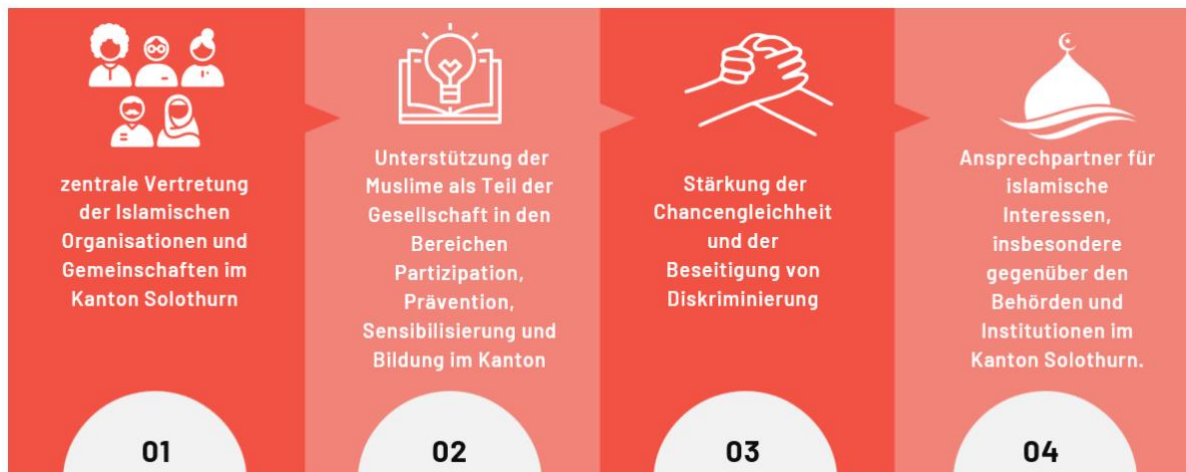 zentrale Vertretung
der Islamischen
Organisationen und
Gemeinschaften im
Kanton Solothurn
01
Unterstützung der
Muslime als Teil der
Gesellschaft in den
Bereichen
Partizipation,
Prävention,
Sensibilisierung und
Bildung im Kanton
02
Stärkung der
Chancengleichheit
und der
Beseitigung von
Diskriminierung
03
Ansprechpartner für
islamische
Interessen,
insbesondere
gegenüber den
Behörden und
Institutionen im
Kanton Solothurn.
04